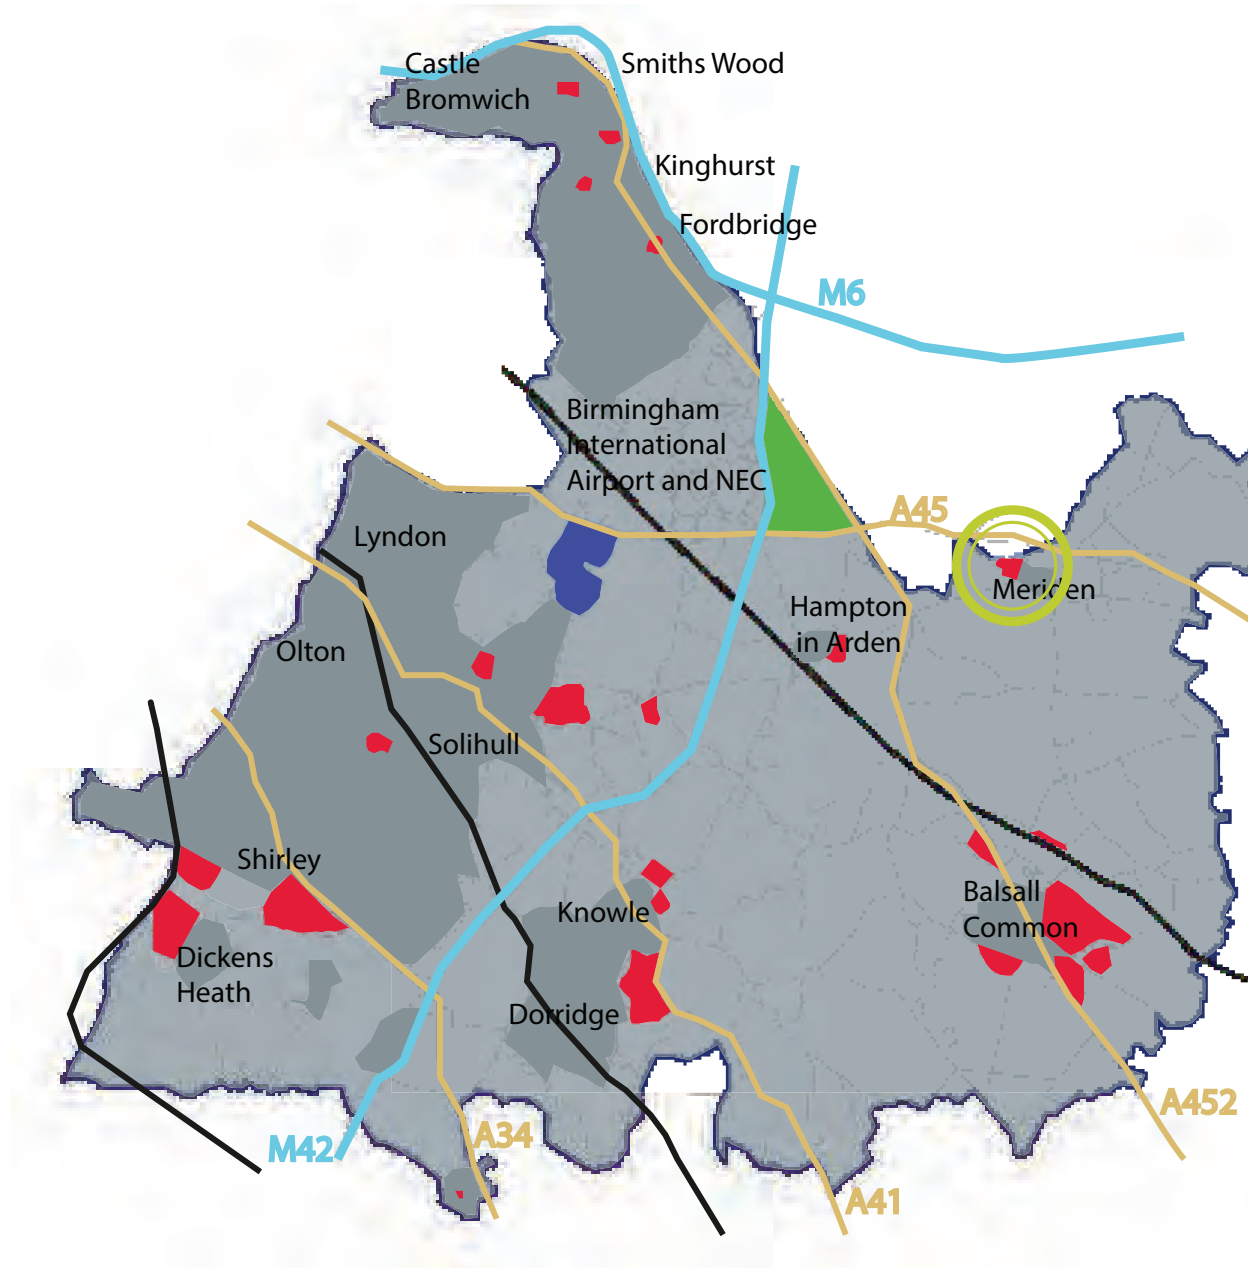 Castle
Bromwich
Smiths Wood
Kinghurst
Fordbridge
M6
Birmingham
International
Airport and NEC
A45
Lyndon
Meriden
Hampton
in Arden
Olton
Solihull
Shirley
Balsall
Common
Knowle
Dickens
Heath
Dorridge
A452
A34
M42
A41